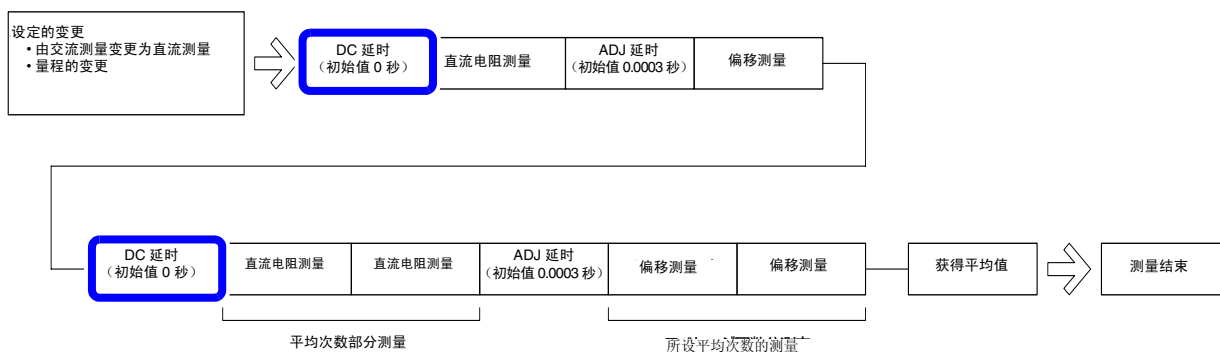 设定的变更
• 由交流测量变更为直流测量
• 量程的变更
DC 延时
（初始值 0 秒）
直流电阻测量
ADJ 延时
（初始值 0.0003 秒）
偏移测量
DC 延时
（初始值 0 秒）
直流电阻测量
直流电阻测量
ADJ 延时
（初始值 0.0003 秒）
偏移测量
偏移测量
获得平均值
测量结束
平均次数部分测量
所设平均次数的测量